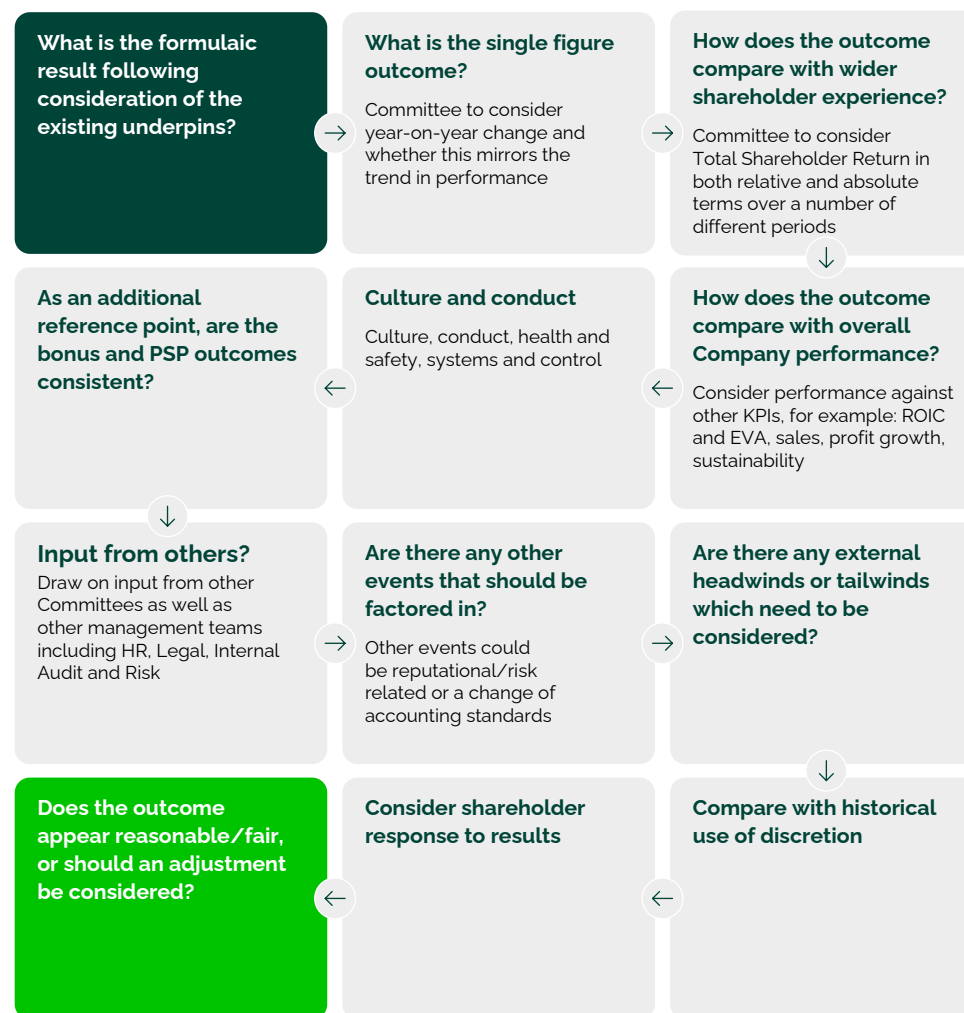 What is the formulaic
result following
consideration of the
existing underpins?
What is the single figure
outcome?
Committee to consider
year-on-year change and
whether this mirrors the
trend in performance
How does the outcome
compare with wider
shareholder experience?
Committee to consider
Total Shareholder Return in
both relative and absolute
terms over a number of
different periods
How does the outcome
compare with overall
Company performance?
Consider performance against
other KPIs, for example: ROIC
and EVA, sales, profit growth,
sustainability
Culture and conduct
Culture, conduct, health and
safety, systems and control
As an additional
reference point, are the
bonus and PSP outcomes
consistent?
Input from others?
Draw on input from other
Committees as well as
other management teams
including HR, Legal, Internal
Audit and Risk
Are there any other
events that should be
factored in?
Other events could
be reputational/risk
related or a change of
accounting standards
Are there any external
headwinds or tailwinds
which need to be
considered?
Compare with historical
use of discretion
Consider shareholder
response to results
Does the outcome
appear reasonable/fair,
or should an adjustment
be considered?